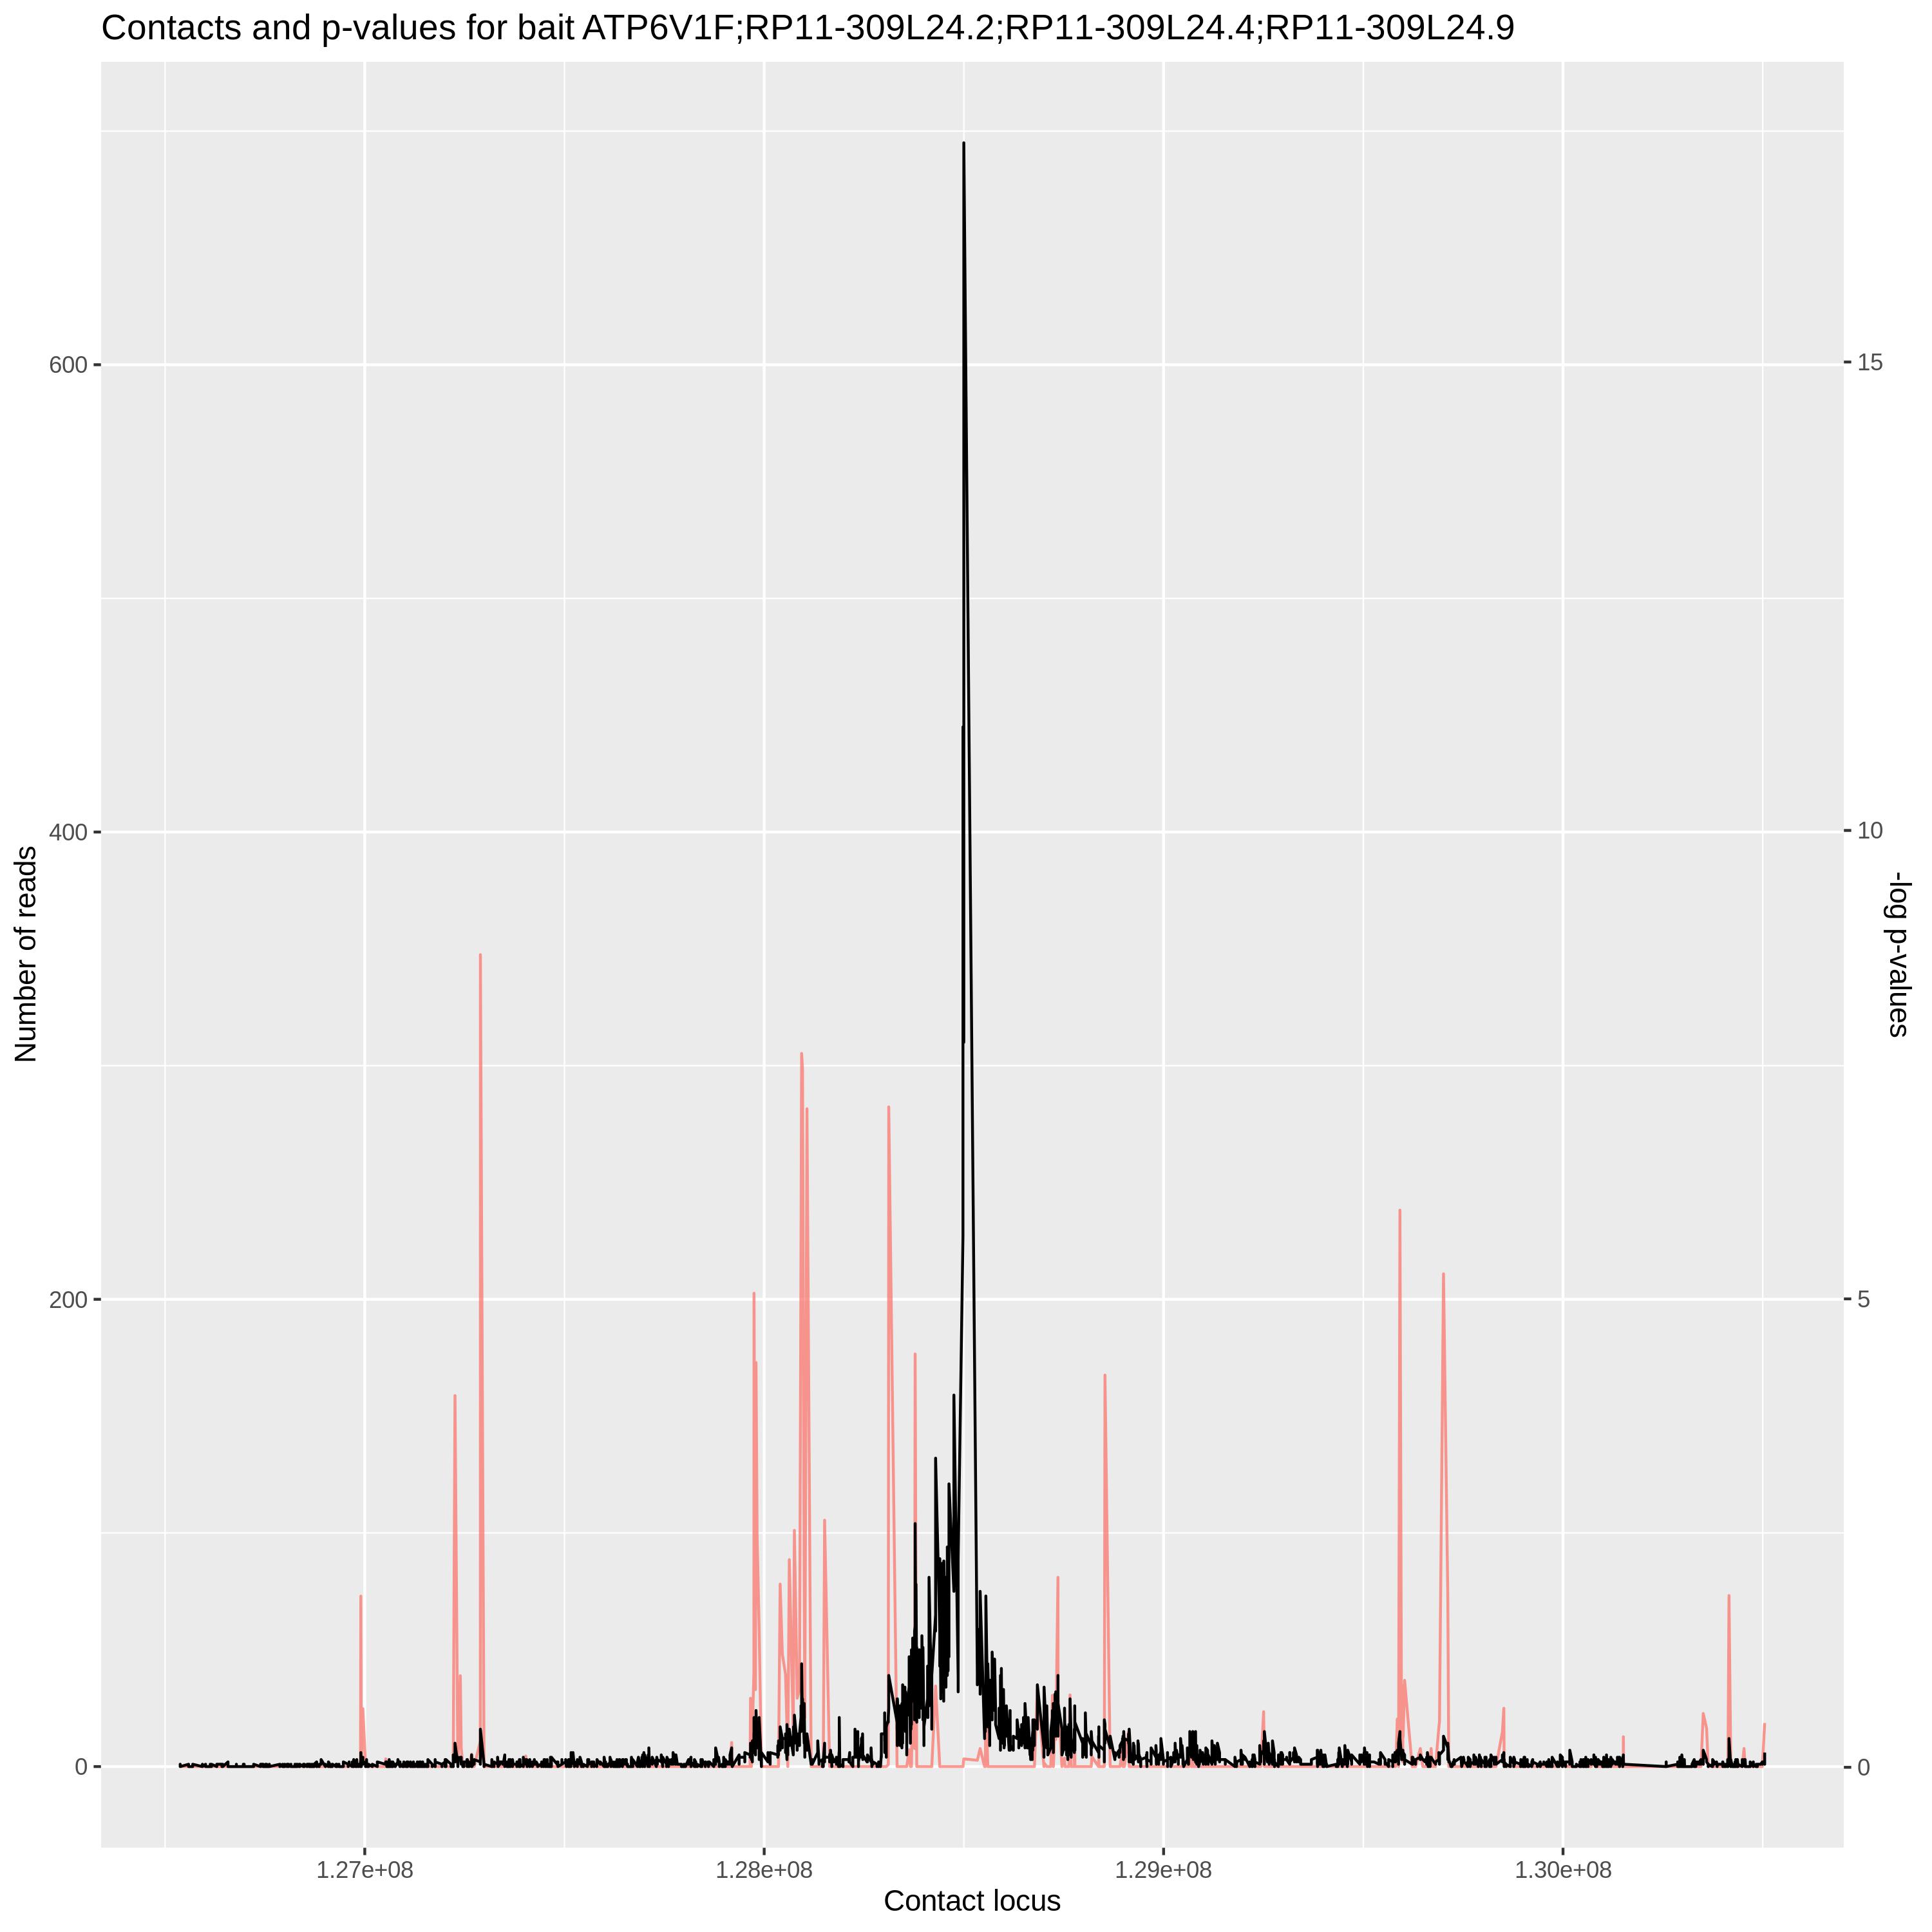 Contacts and p-values for bait ATP6V1F;RP11-309L24.2;RP11-309L24.4;RP11-309L24.9
600
400
200
0
Number of reads
15
10
5
0
-log p-values
1.27e+08 1.28e+08 1.29e+08 1.30e+08
Contact locus